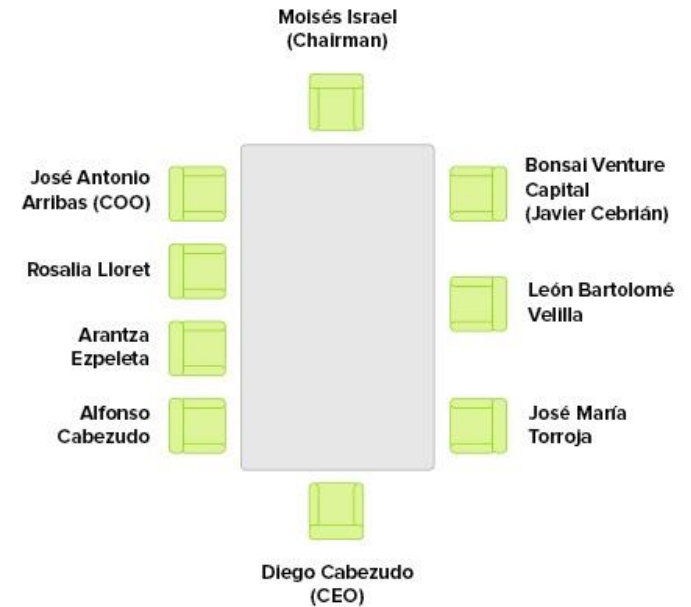 Moisés Israel
(Chairman)
José Antonio
Arribas (COO)
Rosalia Lloret
Arantza
Ezpeleta
Alfonso
Cabezudo
Bonsai Venture
Capital
(Javier Cebrián)
León Bartolomé
Velilla
José María
Torroja
Diego Cabezudo
(CEO)